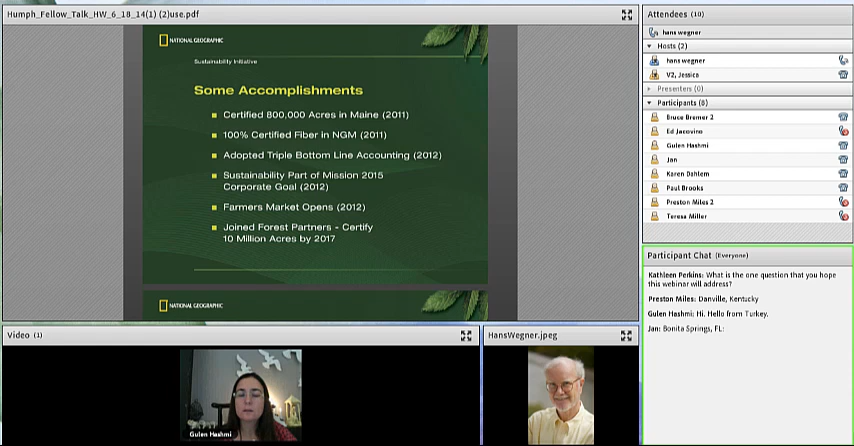 Humph_Fellow_Talk_HW_6_18_14(1) (2)use.pdf
NATIONAL GEOGRAPHIC
Sustainability Initiative
Some Accomplishments
Certified 800,000 Acres in Maine (2011)
100% Certified Fiber in NGM (2011)
Adopted Triple Bottom Line Accounting (2012)
Sustainability Part of Mission 2015
Corporate Goal (2012)
Farmers Market Opens (2012)
Joined Forest Partners - Certify
10 Million Acres by 2017
NATIONAL GEOGRAPHIC
Video (1)
Gulen Hashmi
HansWegner.jpeg
Attendees (10)
hans wegner
Hosts (2)
hans wegner
V2, Jessica
Presenters (0)
Participants (8)
Bruce Bremer 2
Ed Jacovino
Gulen Hashmi
Jan
Karen Dahlem
Paul Brooks
Preston Miles 2
Teresa Miller
Participant Chat (Everyone)
Kathleen Perkins: What is the one question that you hope
this webinar will address?
Preston Miles: Danville, Kentucky
Gulen Hashmi: Hi. Hello from Turkey.
Jan: Bonita Springs, FL: